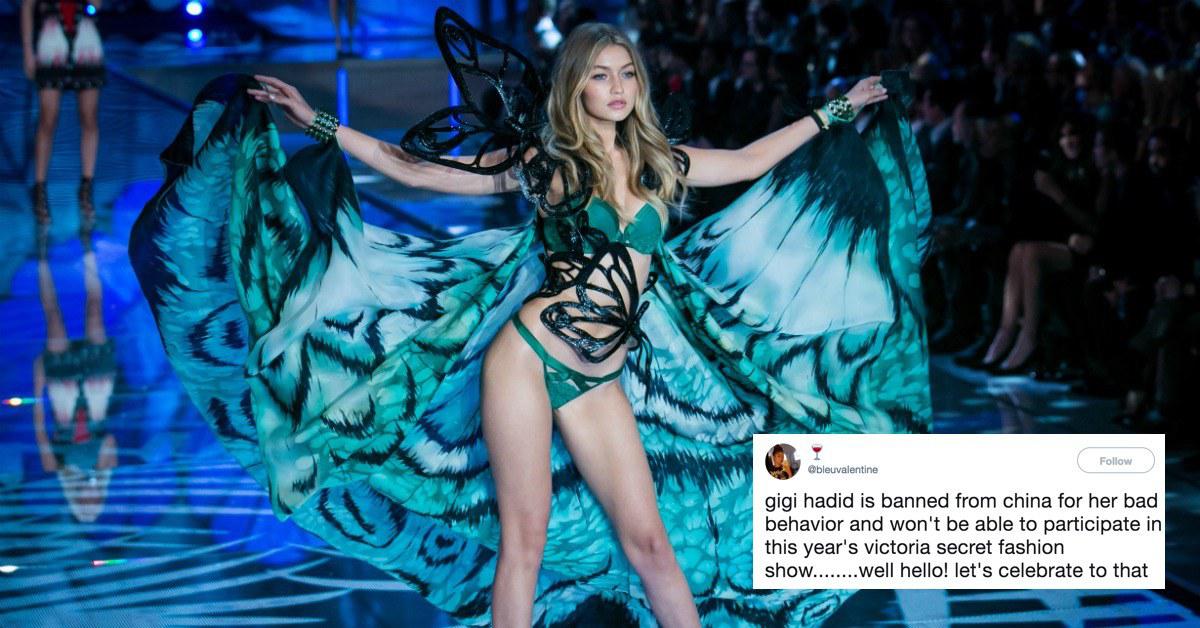 @bleuvalentine
Follow
gigi hadid is banned from china for her bad
behavior and won't be able to participate in
this year's victoria secret fashion
show........well hello! let's celebrate to that